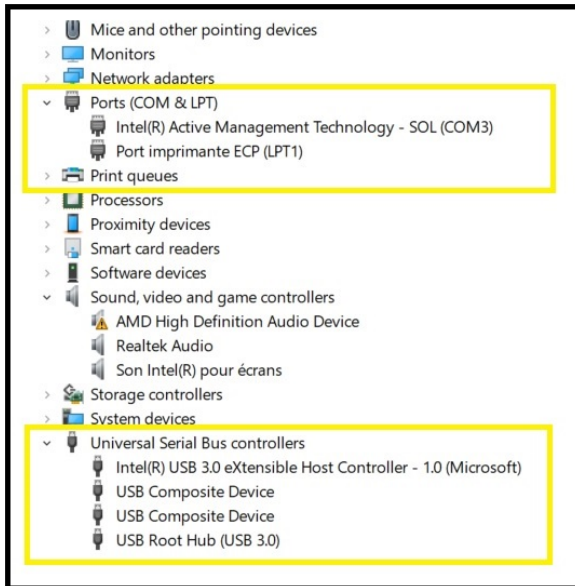 Mice and other pointing devices
Monitors
Network adapters
Ports (COM & LPT)
Intel(R) Active Management Technology - SOL (COM3)
Port imprimante ECP (LPT1)
Print queues
Processors
Proximity devices
Smart card readers
Software devices
Sound, video and game controllers
AMD High Definition Audio Device
Realtek Audio
Son Intel(R) pour écrans
Storage controllers
System devices
Universal Serial Bus controllers
Intel(R) USB 3.0 eXtensible Host Controller - 1.0 (Microsoft)
USB Composite Device
USB Composite Device
USB Root Hub (USB 3.0)